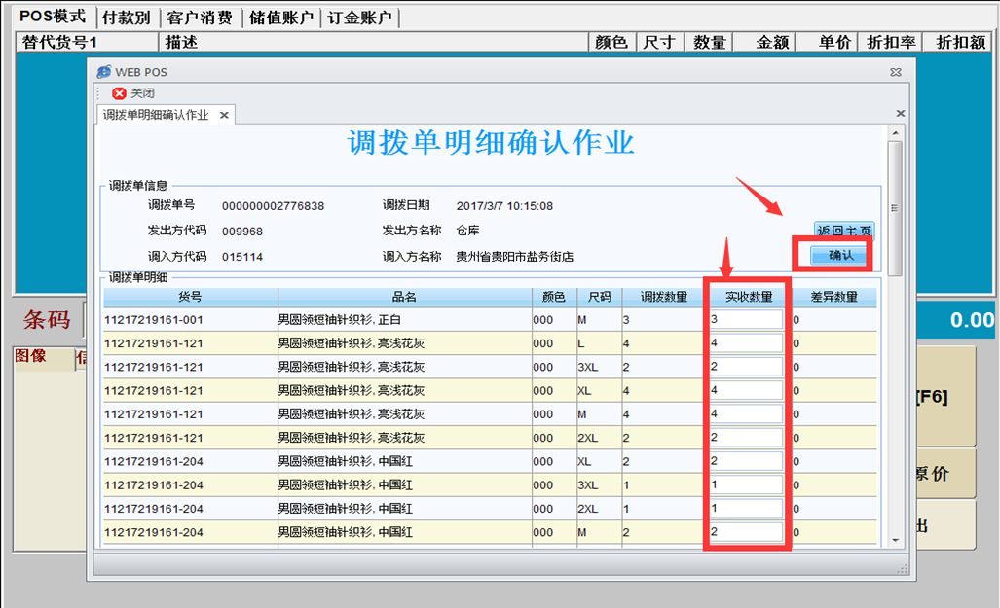 POS模式 付款别 客户消费 储值账户 订金账户
替代货号1 描述 颜色 尺寸 数量 金额 单价 折扣率 折扣额
WEB POS
关闭
调拨单明细确认作业
调拨单明细确认作业
调拨单信息
调拨单号 000000002776838 调拨日期 2017/3/7 10:15:08
发出方代码 009968 发出方名称 仓库
返回主页
调入方代码 015114 调入方名称 贵州省贵阳市盐务街店
确认
调拨单明细
货号 品名 颜色 尺码 调拨数量 实收数量 差异数量
11217219161-001 男圆领短袖针织衫, 正白 000 M 3 3 0
11217219161-121 男圆领短袖针织衫, 亮浅花灰 000 L 4 4 0
11217219161-121 男圆领短袖针织衫, 亮浅花灰 000 3XL 2 2 0
11217219161-121 男圆领短袖针织衫, 亮浅花灰 000 XL 4 4 0
11217219161-121 男圆领短袖针织衫, 亮浅花灰 000 M 4 4 0
11217219161-121 男圆领短袖针织衫, 亮浅花灰 000 2XL 2 2 0
11217219161-204 男圆领短袖针织衫, 中国红 000 XL 2 2 0
11217219161-204 男圆领短袖针织衫, 中国红 000 3XL 1 1 0
11217219161-204 男圆领短袖针织衫, 中国红 000 2XL 1 1 0
11217219161-204 男圆领短袖针织衫, 中国红 000 M 2 2 0
条码
0.00
图像
[F6]
原价
出